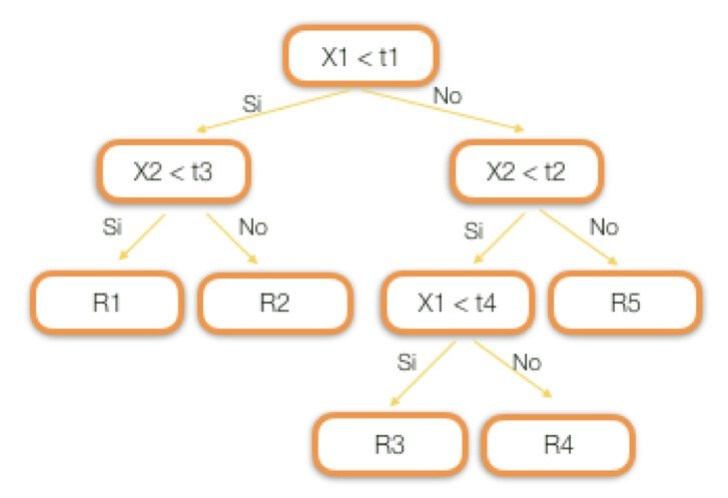 X1 < t1
Si
No
X2 < t3
X2 < t2
Si
No
Si
No
R1
R2
X1 < t4
R5
Si
No
R3
R4